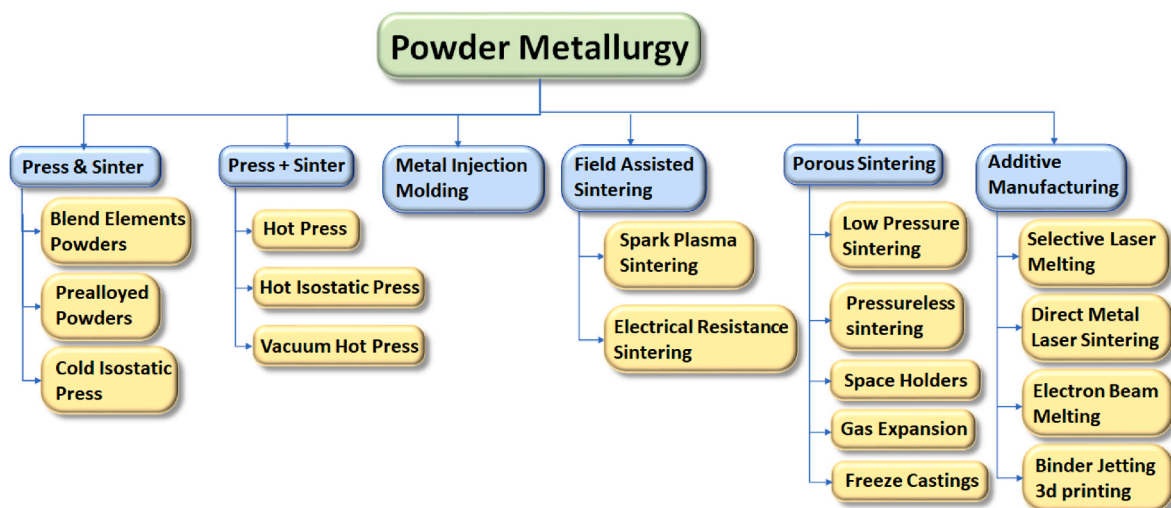 Powder Metallurgy
Press & Sinter
Blend Elements
Powders
Prealloyed
Powders
Cold Isostatic
Press
Press + Sinter
Hot Press
Hot Isostatic Press
Vacuum Hot Press
Metal Injection
Molding
Field Assisted
Sintering
Spark Plasma
Sintering
Electrical Resistance
Sintering
Porous Sintering
Low Pressure
Sintering
Pressureless
sintering
Space Holders
Gas Expansion
Freeze Castings
Additive
Manufacturing
Selective Laser
Melting
Direct Metal
Laser Sintering
Electron Beam
Melting
Binder Jetting
3d printing